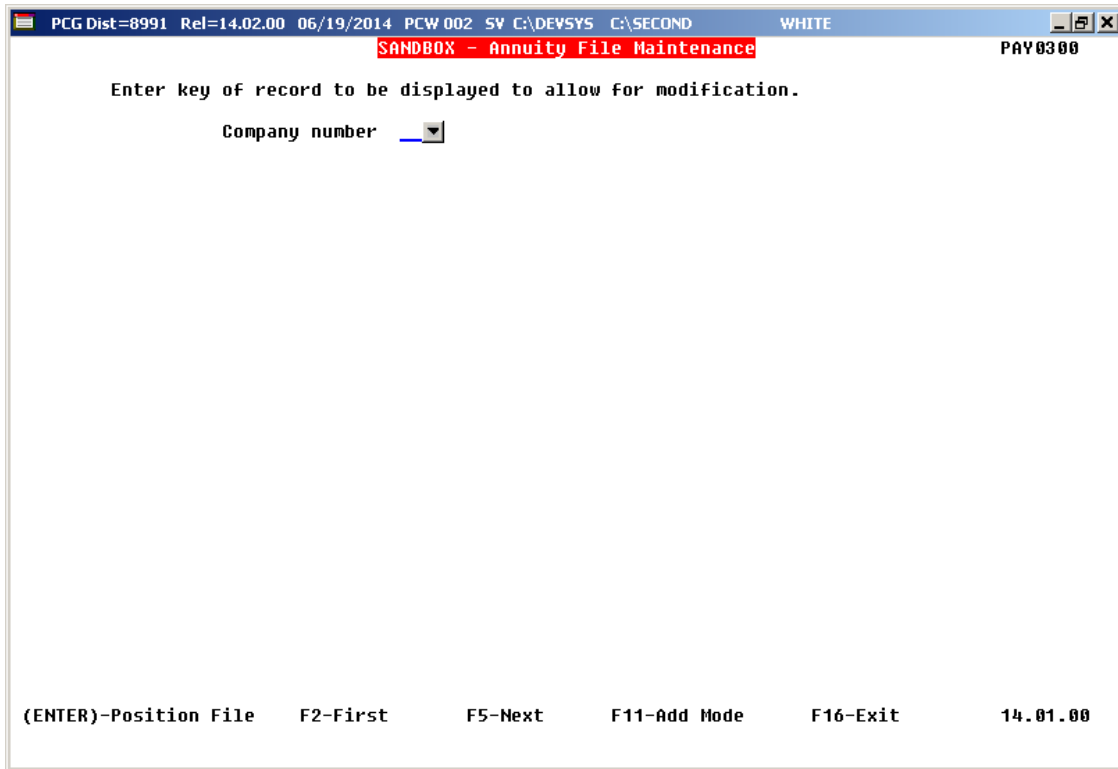 PCG Dist=8991 Rel=14.02.00 06/19/2014 PCW 002 SV C:\DEVSYS C:\SECOND WHITE
SANDBOX - Annuity File Maintenance PAY0300
Enter key of record to be displayed to allow for modification.
Company number __
(ENTER)-Position File F2-First F5-Next F11-Add Mode F16-Exit 14.01.00